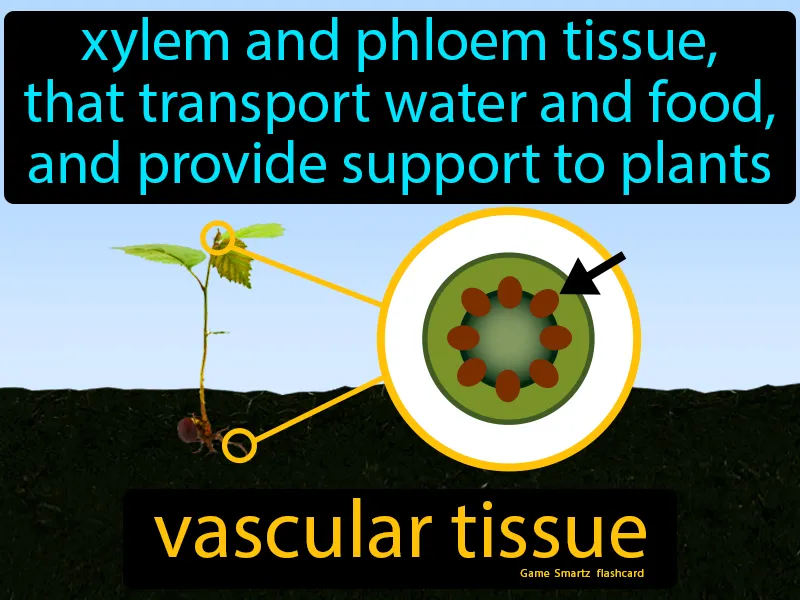 xylem and phloem tissue,
that transport water and food,
and provide support to plants
vascular tissue
Game Smartz flashcard